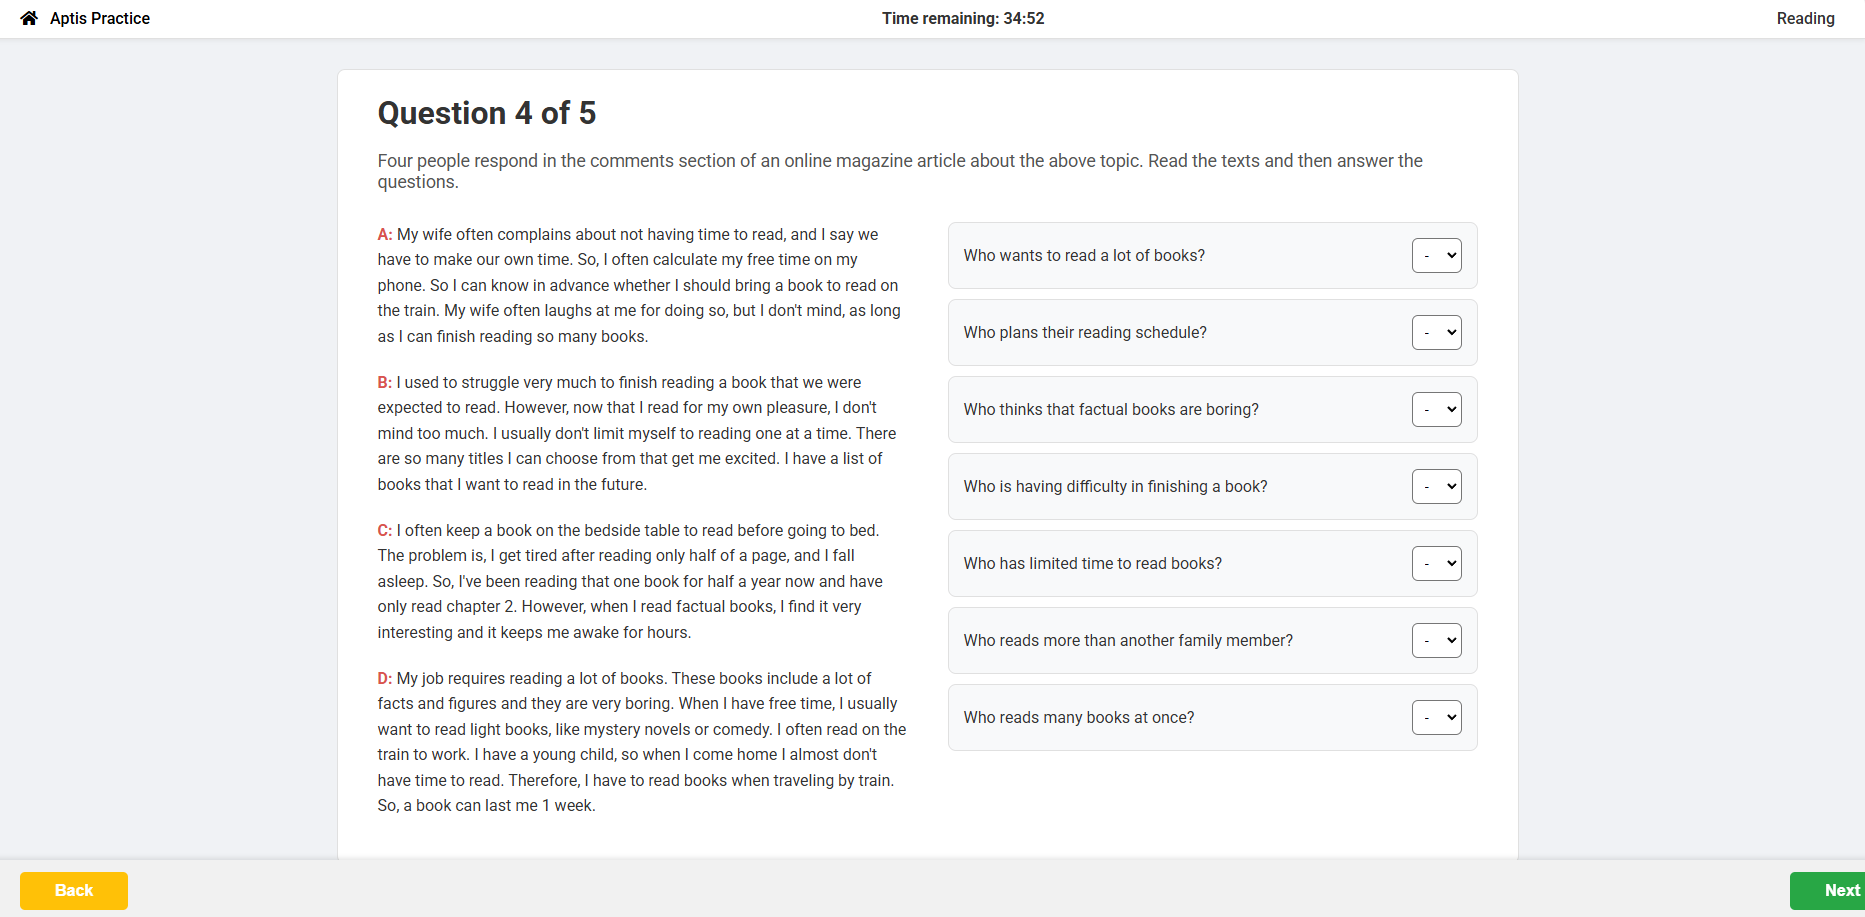 Aptis Practice
Time remaining: 34:52
Reading
Question 4 of 5
Four people respond in the comments section of an online magazine article about the above topic. Read the texts and then answer the
questions.
A: My wife often complains about not having time to read, and I say we
have to make our own time. So, I often calculate my free time on my
phone. So I can know in advance whether I should bring a book to read on
the train. My wife often laughs at me for doing so, but I don't mind, as long
as I can finish reading so many books.
B: I used to struggle very much to finish reading a book that we were
expected to read. However, now that I read for my own pleasure, I don't
mind too much. I usually don't limit myself to reading one at a time. There
are so many titles I can choose from that get me excited. I have a list of
books that I want to read in the future.
C: I often keep a book on the bedside table to read before going to bed.
The problem is, I get tired after reading only half of a page, and I fall
asleep. So, I've been reading that one book for half a year now and have
only read chapter 2. However, when I read factual books, I find it very
interesting and it keeps me awake for hours.
D: My job requires reading a lot of books. These books include a lot of
facts and figures and they are very boring. When I have free time, I usually
want to read light books, like mystery novels or comedy. I often read on the
train to work. I have a young child, so when I come home I almost don't
have time to read. Therefore, I have to read books when traveling by train.
So, a book can last me 1 week.
Who wants to read a lot of books? -
Who plans their reading schedule? -
Who thinks that factual books are boring? -
Who is having difficulty in finishing a book? -
Who has limited time to read books? -
Who reads more than another family member? -
Who reads many books at once? -
Back
Next